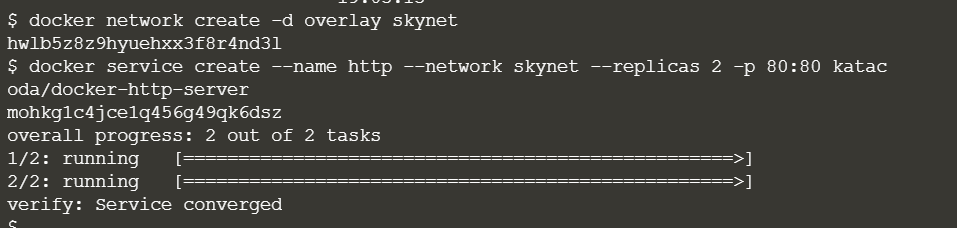 $ docker network create -d overlay skynet
hwlb5z8z9hyuehxx3f8r4nd3l
$ docker service create --name http --network skynet --replicas 2 -p 80:80 katac
oda/docker-http-server
mohkg1c4jce1q456g49qk6dsz
overall progress: 2 out of 2 tasks
1/2: running   [==================================================>]
2/2: running   [==================================================>]
verify: Service converged
$